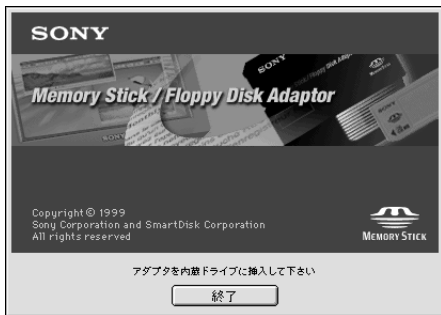 SONY
SONY
Memory Stick / Floppy Disk Adaptor
SONY
Copyright© 1999
Sony Corporation and SmartDisk Corporation
All rights reserved
MEMORY STICK
アダプタを内蔵ドライブに挿入して下さい
終了